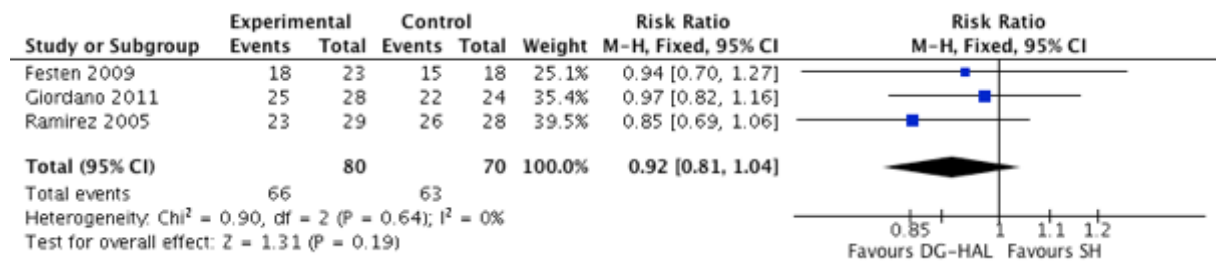 Experimental Control Risk Ratio Risk Ratio
Study or Subgroup Events Total Events Total Weight M-H, Fixed, 95% CI M-H, Fixed, 95% CI
Festen 2009 18 23 15 18 25.1% 0.94 [0.70, 1.27]
Giordano 2011 25 28 22 24 35.4% 0.97 [0.82, 1.16]
Ramirez 2005 23 29 26 28 39.5% 0.85 [0.69, 1.06]
Total (95% CI) 80 70 100.0% 0.92 [0.81, 1.04]
Total events 66 63
Heterogeneity: Chi² = 0.90, df = 2 (P = 0.64); I² = 0%
Test for overall effect: Z = 1.31 (P = 0.19)
0.85 1 1.1 1.2
Favours DG-HAL Favours SH